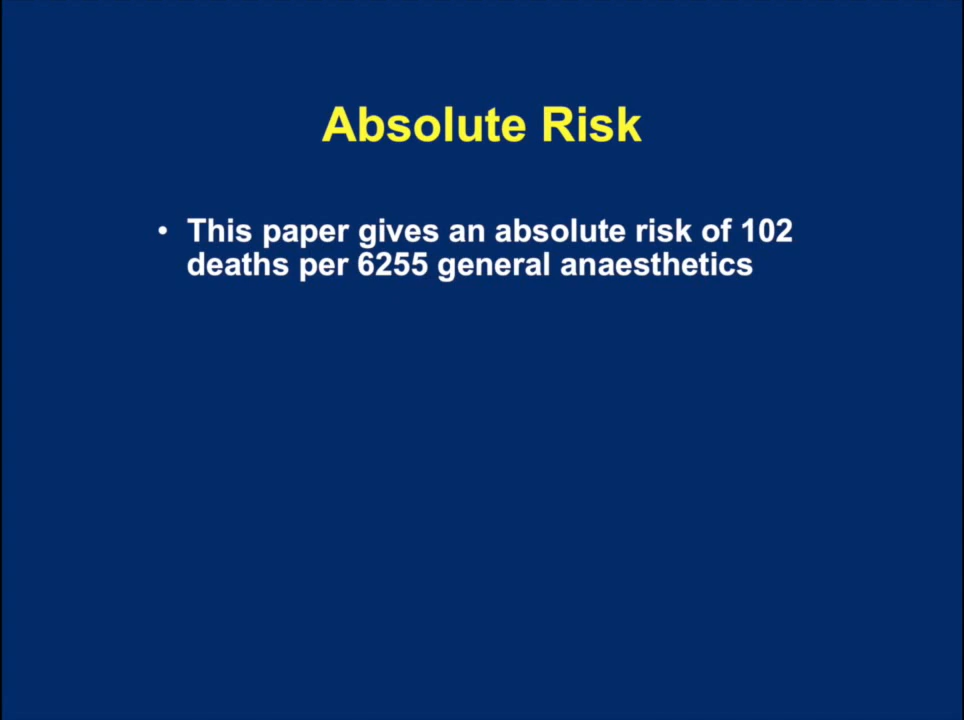 Absolute Risk
• This paper gives an absolute risk of 102
deaths per 6255 general anaesthetics